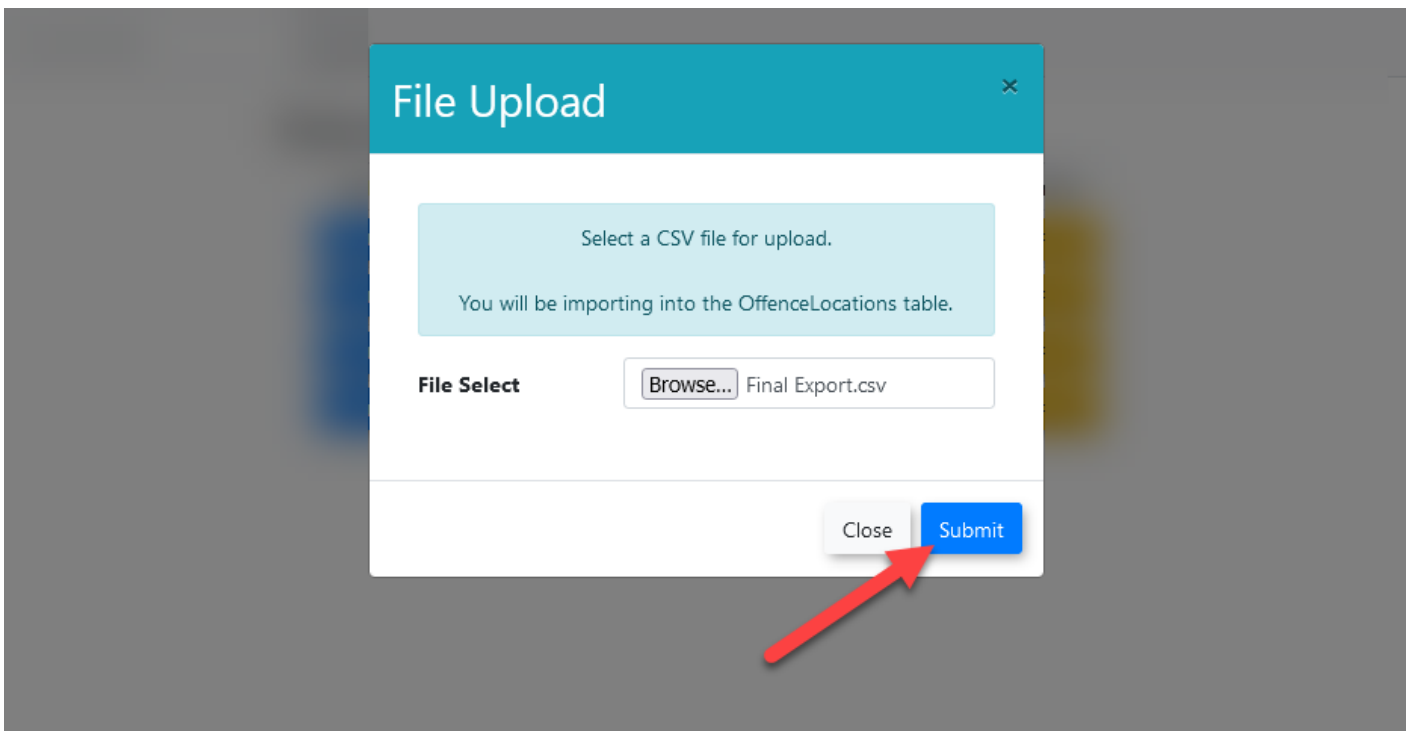 File Upload
×
Select a CSV file for upload.
You will be importing into the OffenceLocations table.
File Select
Browse... Final Export.csv
Close Submit